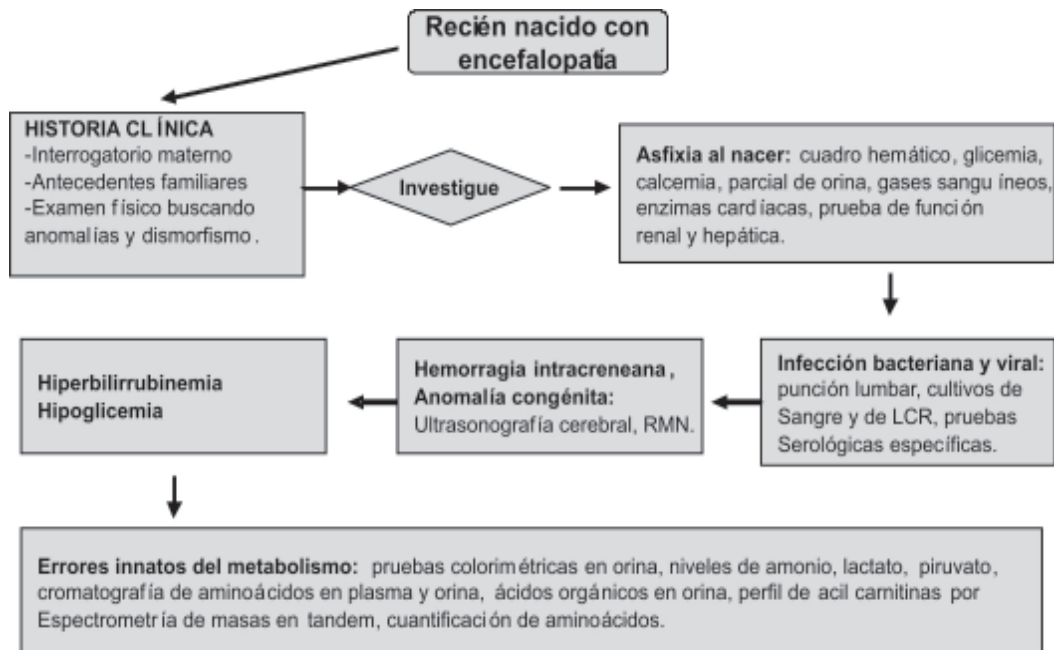 Recién nacido con
encefalopatía
HISTORIA CLÍNICA
-Interrogatorio materno
-Antecedentes familiares
-Examen físico buscando
anomalías y dismorfismo.
Investigue
Asfixia al nacer: cuadro hemático, glicemia,
calcemia, parcial de orina, gases sanguíneos,
enzimas cardíacas, prueba de función
renal y hepática.
Infección bacteriana y viral:
punción lumbar, cultivos de
Sangre y de LCR, pruebas
Serológicas específicas.
Hemorragia intracreneana,
Anomalía congénita:
Ultrasonografía cerebral, RMN.
Hiperbilirrubinemia
Hipoglicemia
Errores innatos del metabolismo: pruebas colorimétricas en orina, niveles de amonio, lactato, piruvato,
cromatografía de aminoácidos en plasma y orina, ácidos orgánicos en orina, perfil de acil carnitinas por
Espectrometría de masas en tandem, cuantificación de aminoácidos.